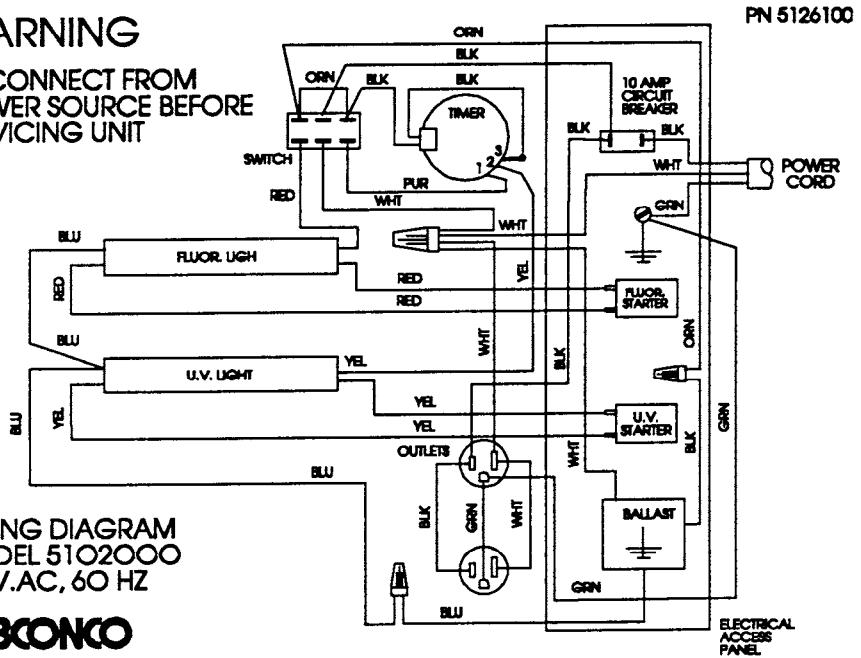 PN 5126100
ARNING
CONNECT FROM
WER SOURCE BEFORE
VICING UNIT
ORN
BLK
ORN
BLK
BLK
TIMER
10 AMP
CIRCUIT
BREAKER
BLK
BLK
SWITCH
1 2 3
WHT
POWER
CORD
RED
PUR
WHT
GRN
WHT
BLU
FLUOR. LIGH
RED
YEL
RED
RED
FLUOR.
STARTER
BLU
WHT
ORN
BLK
U.V. LIGHT
YEL
BLU
YEL
YEL
YEL
U.V.
STARTER
GRN
BLK
OUTLETS
WHT
BLU
BLK
GRN
WHT
BALLAST
NG DIAGRAM
DEL 5102000
V.AC, 60 HZ
GRN
BLU
BCONCO
ELECTRICAL
ACCESS
PANEL